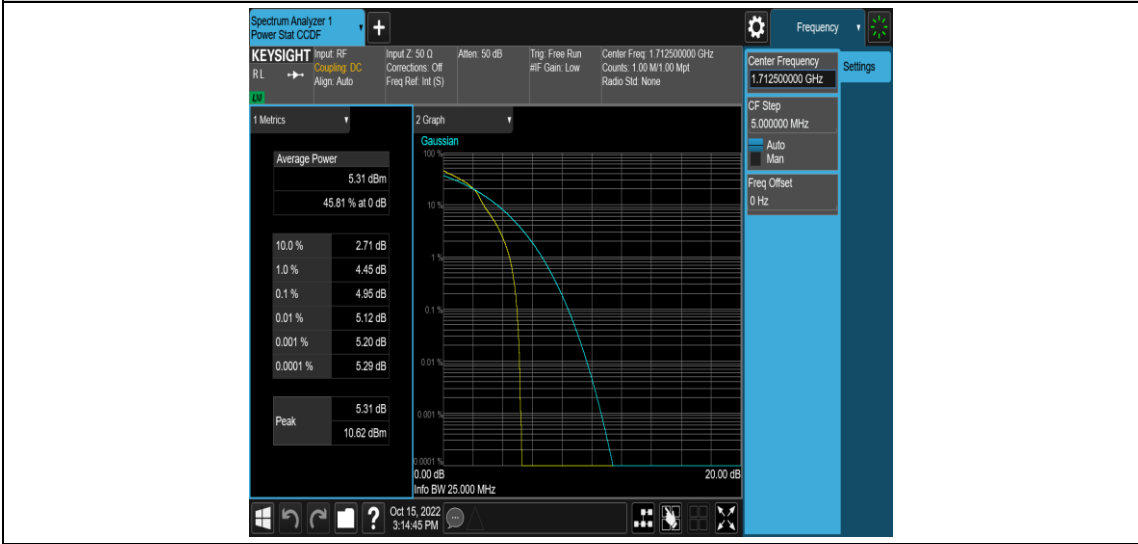 Spectrum Analyzer 1
Power Stat CCDF
+
Frequency
KEYSIGHT
RL
Input: RF
Coupling: DC
Align: Auto
Input Z: 50 Ω
Corrections: Off
Freq Ref: Int (S)
Atten: 50 dB
Trig: Free Run
#IF Gain: Low
Center Freq: 1.712500000 GHz
Counts: 1.00 M/1.00 Mpt
Radio Std: None
Center Frequency
1.712500000 GHz
Settings
CF Step
5.000000 MHz
Auto
Man
Freq Offset
0 Hz
1 Metrics
Average Power
5.31 dBm
45.81 % at 0 dB
10.0 % 2.71 dB
1.0 % 4.45 dB
0.1 % 4.95 dB
0.01 % 5.12 dB
0.001 % 5.20 dB
0.0001 % 5.29 dB
Peak
5.31 dB
10.62 dBm
2 Graph
Gaussian
100 %
10 %
1 %
0.1 %
0.01 %
0.001 %
0.0001 %
0.00 dB 20.00 dB
Info BW 25.000 MHz
?
Oct 15, 2022
3:14:45 PM